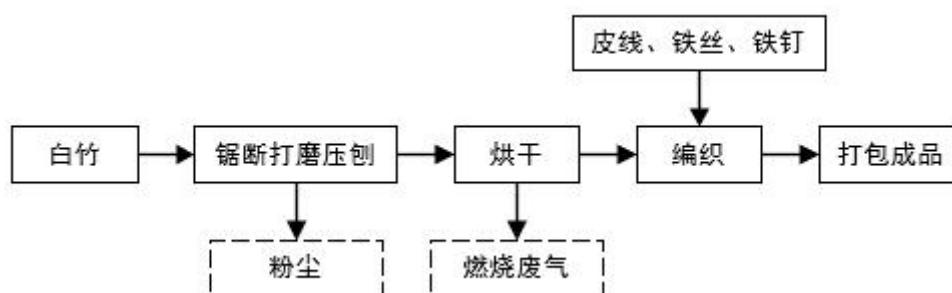 皮线、铁丝、铁钉
白竹
锯断打磨压刨
烘干
编织
打包成品
粉尘
燃烧废气